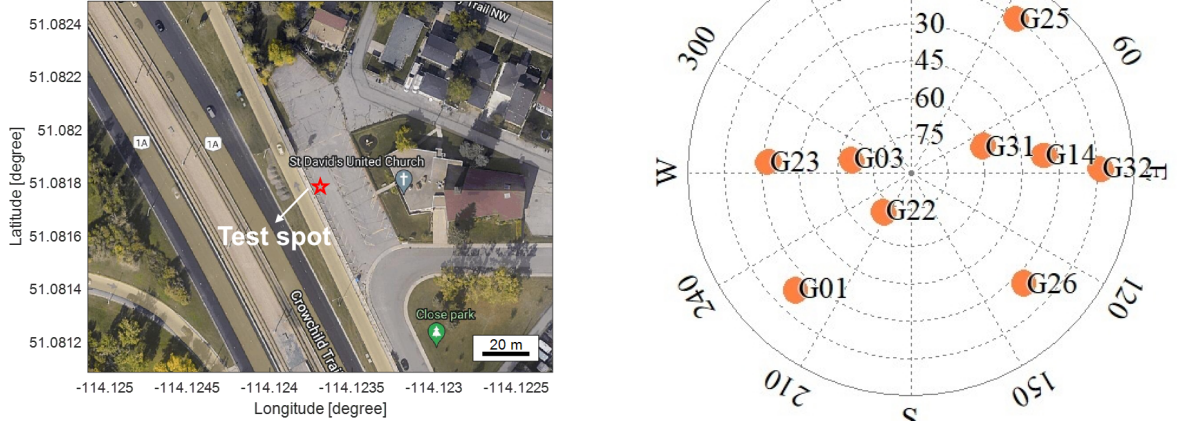 51.0824
51.0822
51.082
51.0818
51.0816
51.0814
51.0812
Latitude [degree]
Trail NW
1A
1A
St David's United Church
Test spot
Crowchild Trail
Close park
20 m
-114.125
-114.1245
-114.124
-114.1235
-114.123
-114.1225
Longitude [degree]
30
45
60
75
300
60
W
E
240
120
210
150
S
G25
G31
G14
G32
G23
G03
G22
G01
G26